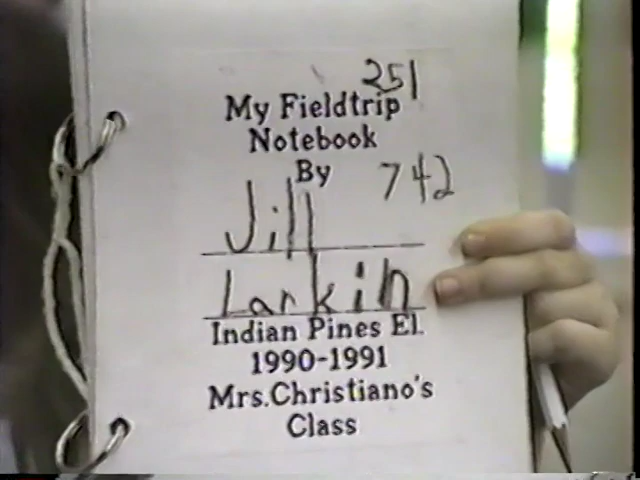 251
My Fieldtrip
Notebook
By 742
Jill
Larkin
Indian Pines El.
1990-1991
Mrs.Christiano's
Class